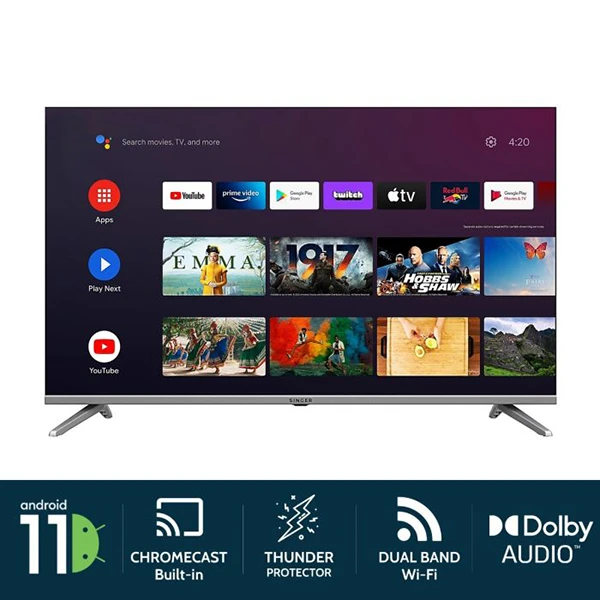 Search movies, TV, and more
4:20
YouTube
prime video
Google Play
Store
twitch
tv
Red Bull
TV
Google Play
Movies & TV
Apps
EMMA.
1917
HOBBS
& SHAW
Play Next
YouTube
SINGER
android
11
CHROMECAST
Built-in
THUNDER
PROTECTOR
DUAL BAND
Wi-Fi
Dolby
AUDIO™